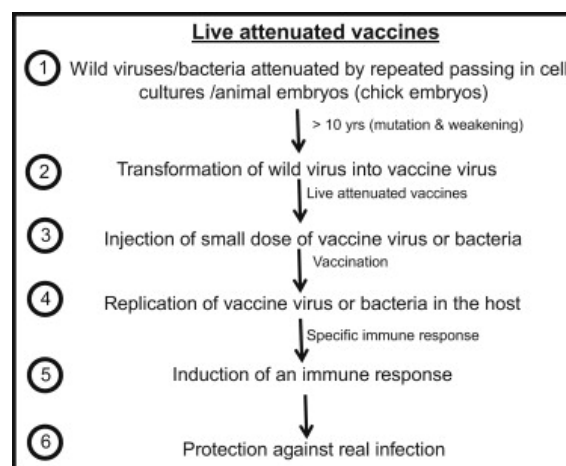 Live attenuated vaccines
1 Wild viruses/bacteria attenuated by repeated passing in cell
cultures /animal embryos (chick embryos)
> 10 yrs (mutation & weakening)
2 Transformation of wild virus into vaccine virus
Live attenuated vaccines
3 Injection of small dose of vaccine virus or bacteria
Vaccination
4 Replication of vaccine virus or bacteria in the host
Specific immune response
5 Induction of an immune response
6 Protection against real infection